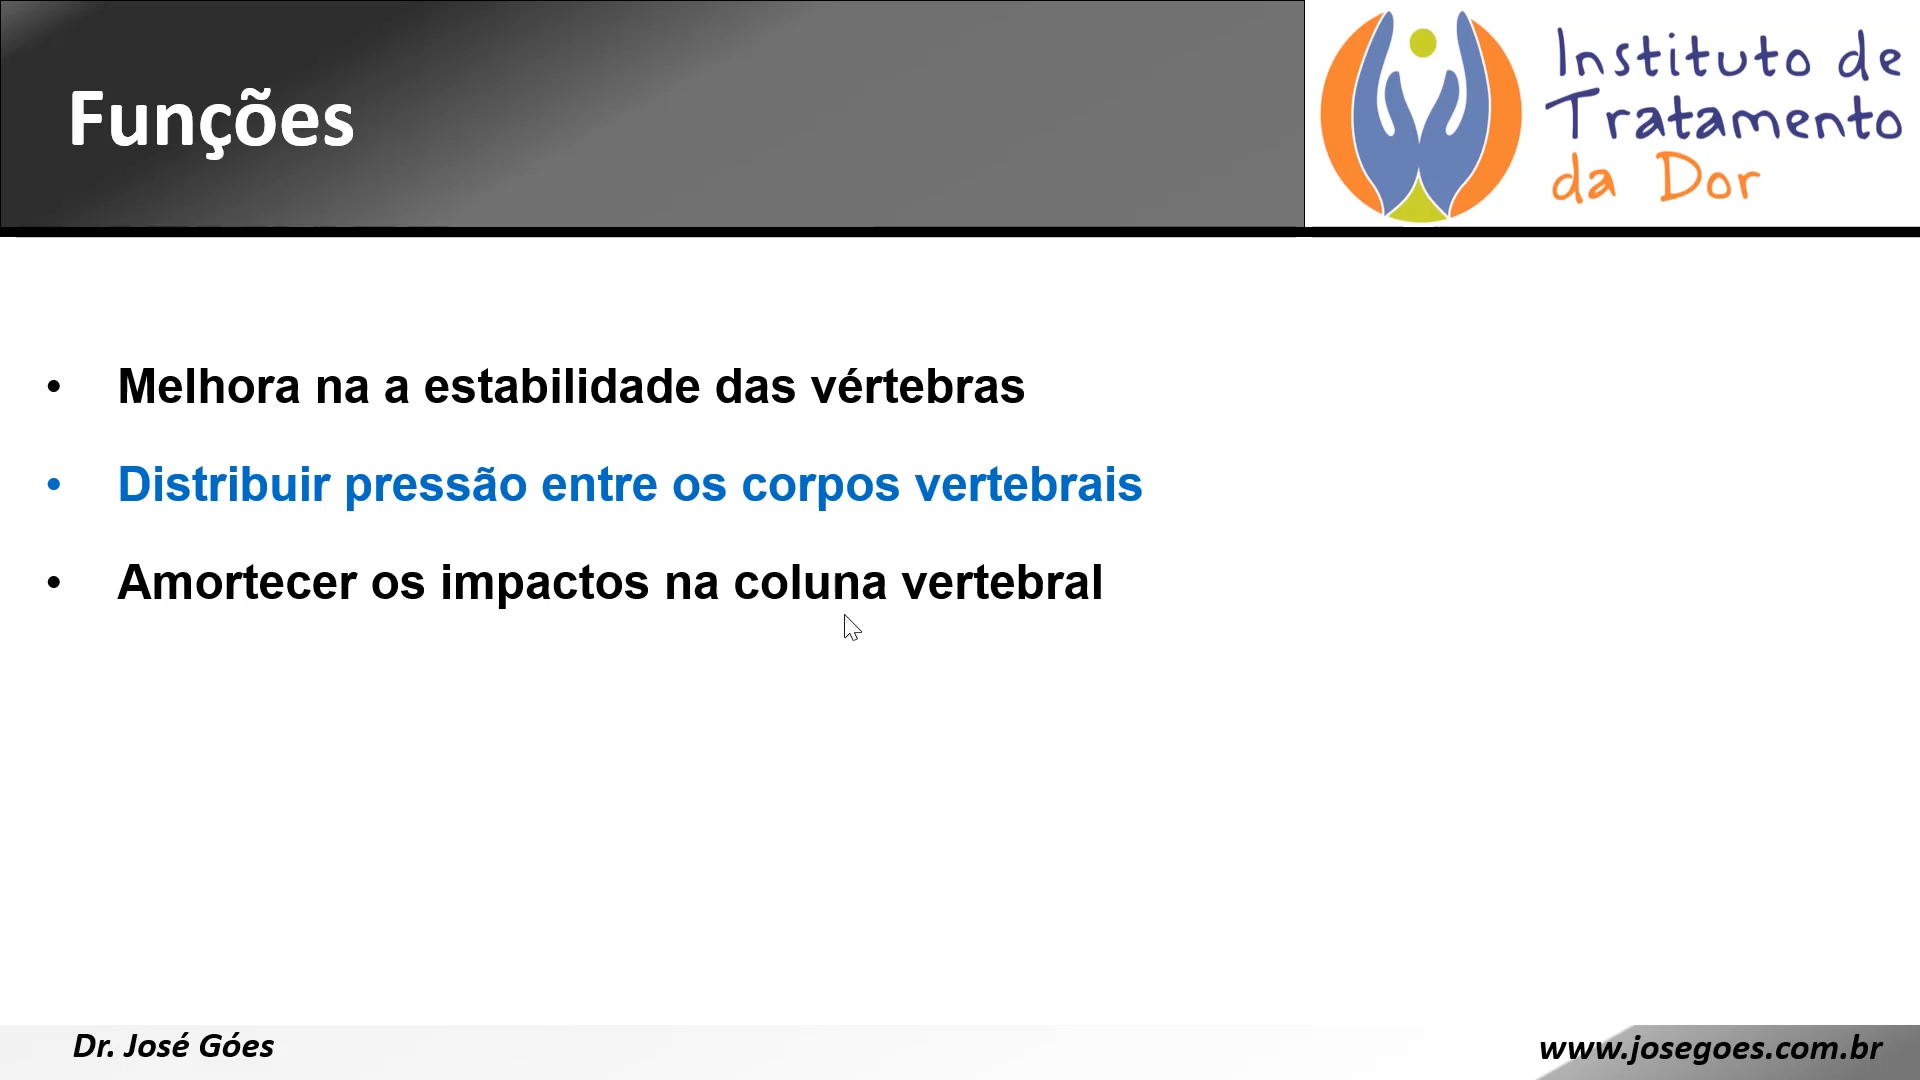 Funções
Instituto de
Tratamento
da Dor
• Melhora na a estabilidade das vértebras
• Distribuir pressão entre os corpos vertebrais
• Amortecer os impactos na coluna vertebral
Dr. José Góes
www.josegoes.com.br